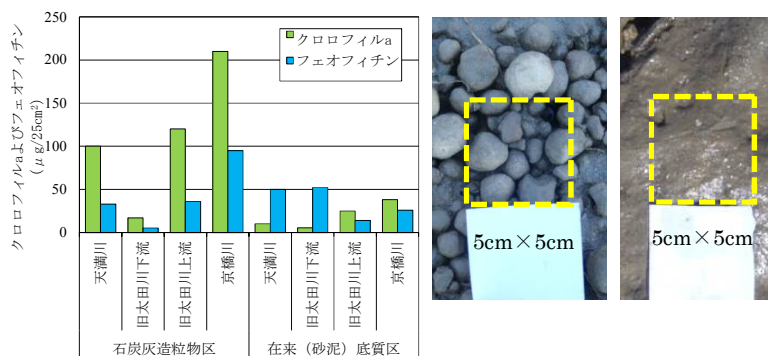 250
200
150
100
50
0
クロロフィルaおよびフェオフィチン
(μg/25cm²)
クロロフィルa
フェオフィチン
天満川
旧太田川下流
旧太田川上流
京橋川
天満川
旧太田川下流
旧太田川上流
京橋川
石炭灰造粒物区
在来（砂泥）底質区
5cm×5cm
5cm×5cm